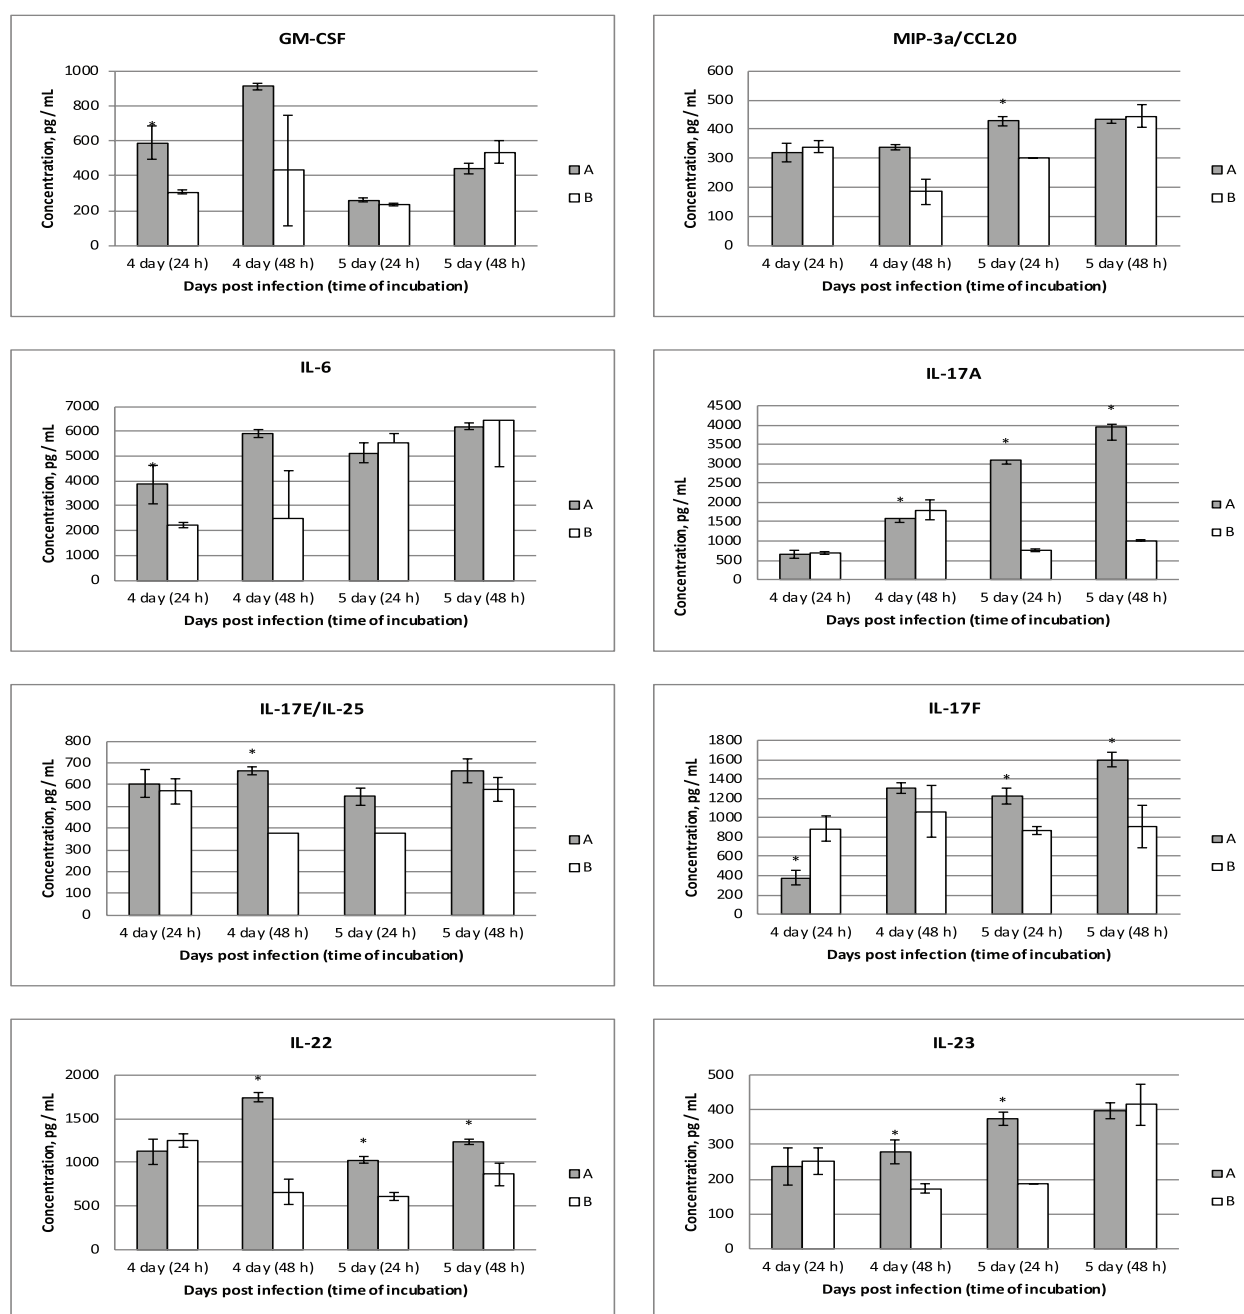 GM-CSF
Concentration, pg / mL
1000
800
600
400
200
0
*
A
B
4 day (24 h) 4 day (48 h) 5 day (24 h) 5 day (48 h)
Days post infection (time of incubation)
MIP-3a/CCL20
Concentration, pg / mL
600
500
400
300
200
100
0
*
A
B
4 day (24 h) 4 day (48 h) 5 day (24 h) 5 day (48 h)
Days post infection (time of incubation)
IL-6
Concentration, pg / mL
7000
6000
5000
4000
3000
2000
1000
0
*
A
B
4 day (24 h) 4 day (48 h) 5 day (24 h) 5 day (48 h)
Days post infection (time of incubation)
IL-17A
Concentration, pg / mL
4500
4000
3500
3000
2500
2000
1500
1000
500
0
* * *
A
B
4 day (24 h) 4 day (48 h) 5 day (24 h) 5 day (48 h)
Days post infection (time of incubation)
IL-17E/IL-25
Concentration, pg / mL
800
700
600
500
400
300
200
100
0
*
A
B
4 day (24 h) 4 day (48 h) 5 day (24 h) 5 day (48 h)
Days post infection (time of incubation)
IL-17F
Concentration, pg / mL
1800
1600
1400
1200
1000
800
600
400
200
0
* * *
A
B
4 day (24 h) 4 day (48 h) 5 day (24 h) 5 day (48 h)
Days post infection (time of incubation)
IL-22
Concentration, pg / mL
2000
1500
1000
500
0
* * *
A
B
4 day (24 h) 4 day (48 h) 5 day (24 h) 5 day (48 h)
Days post infection (time of incubation)
IL-23
Concentration, pg / mL
500
400
300
200
100
0
* *
A
B
4 day (24 h) 4 day (48 h) 5 day (24 h) 5 day (48 h)
Days post infection (time of incubation)